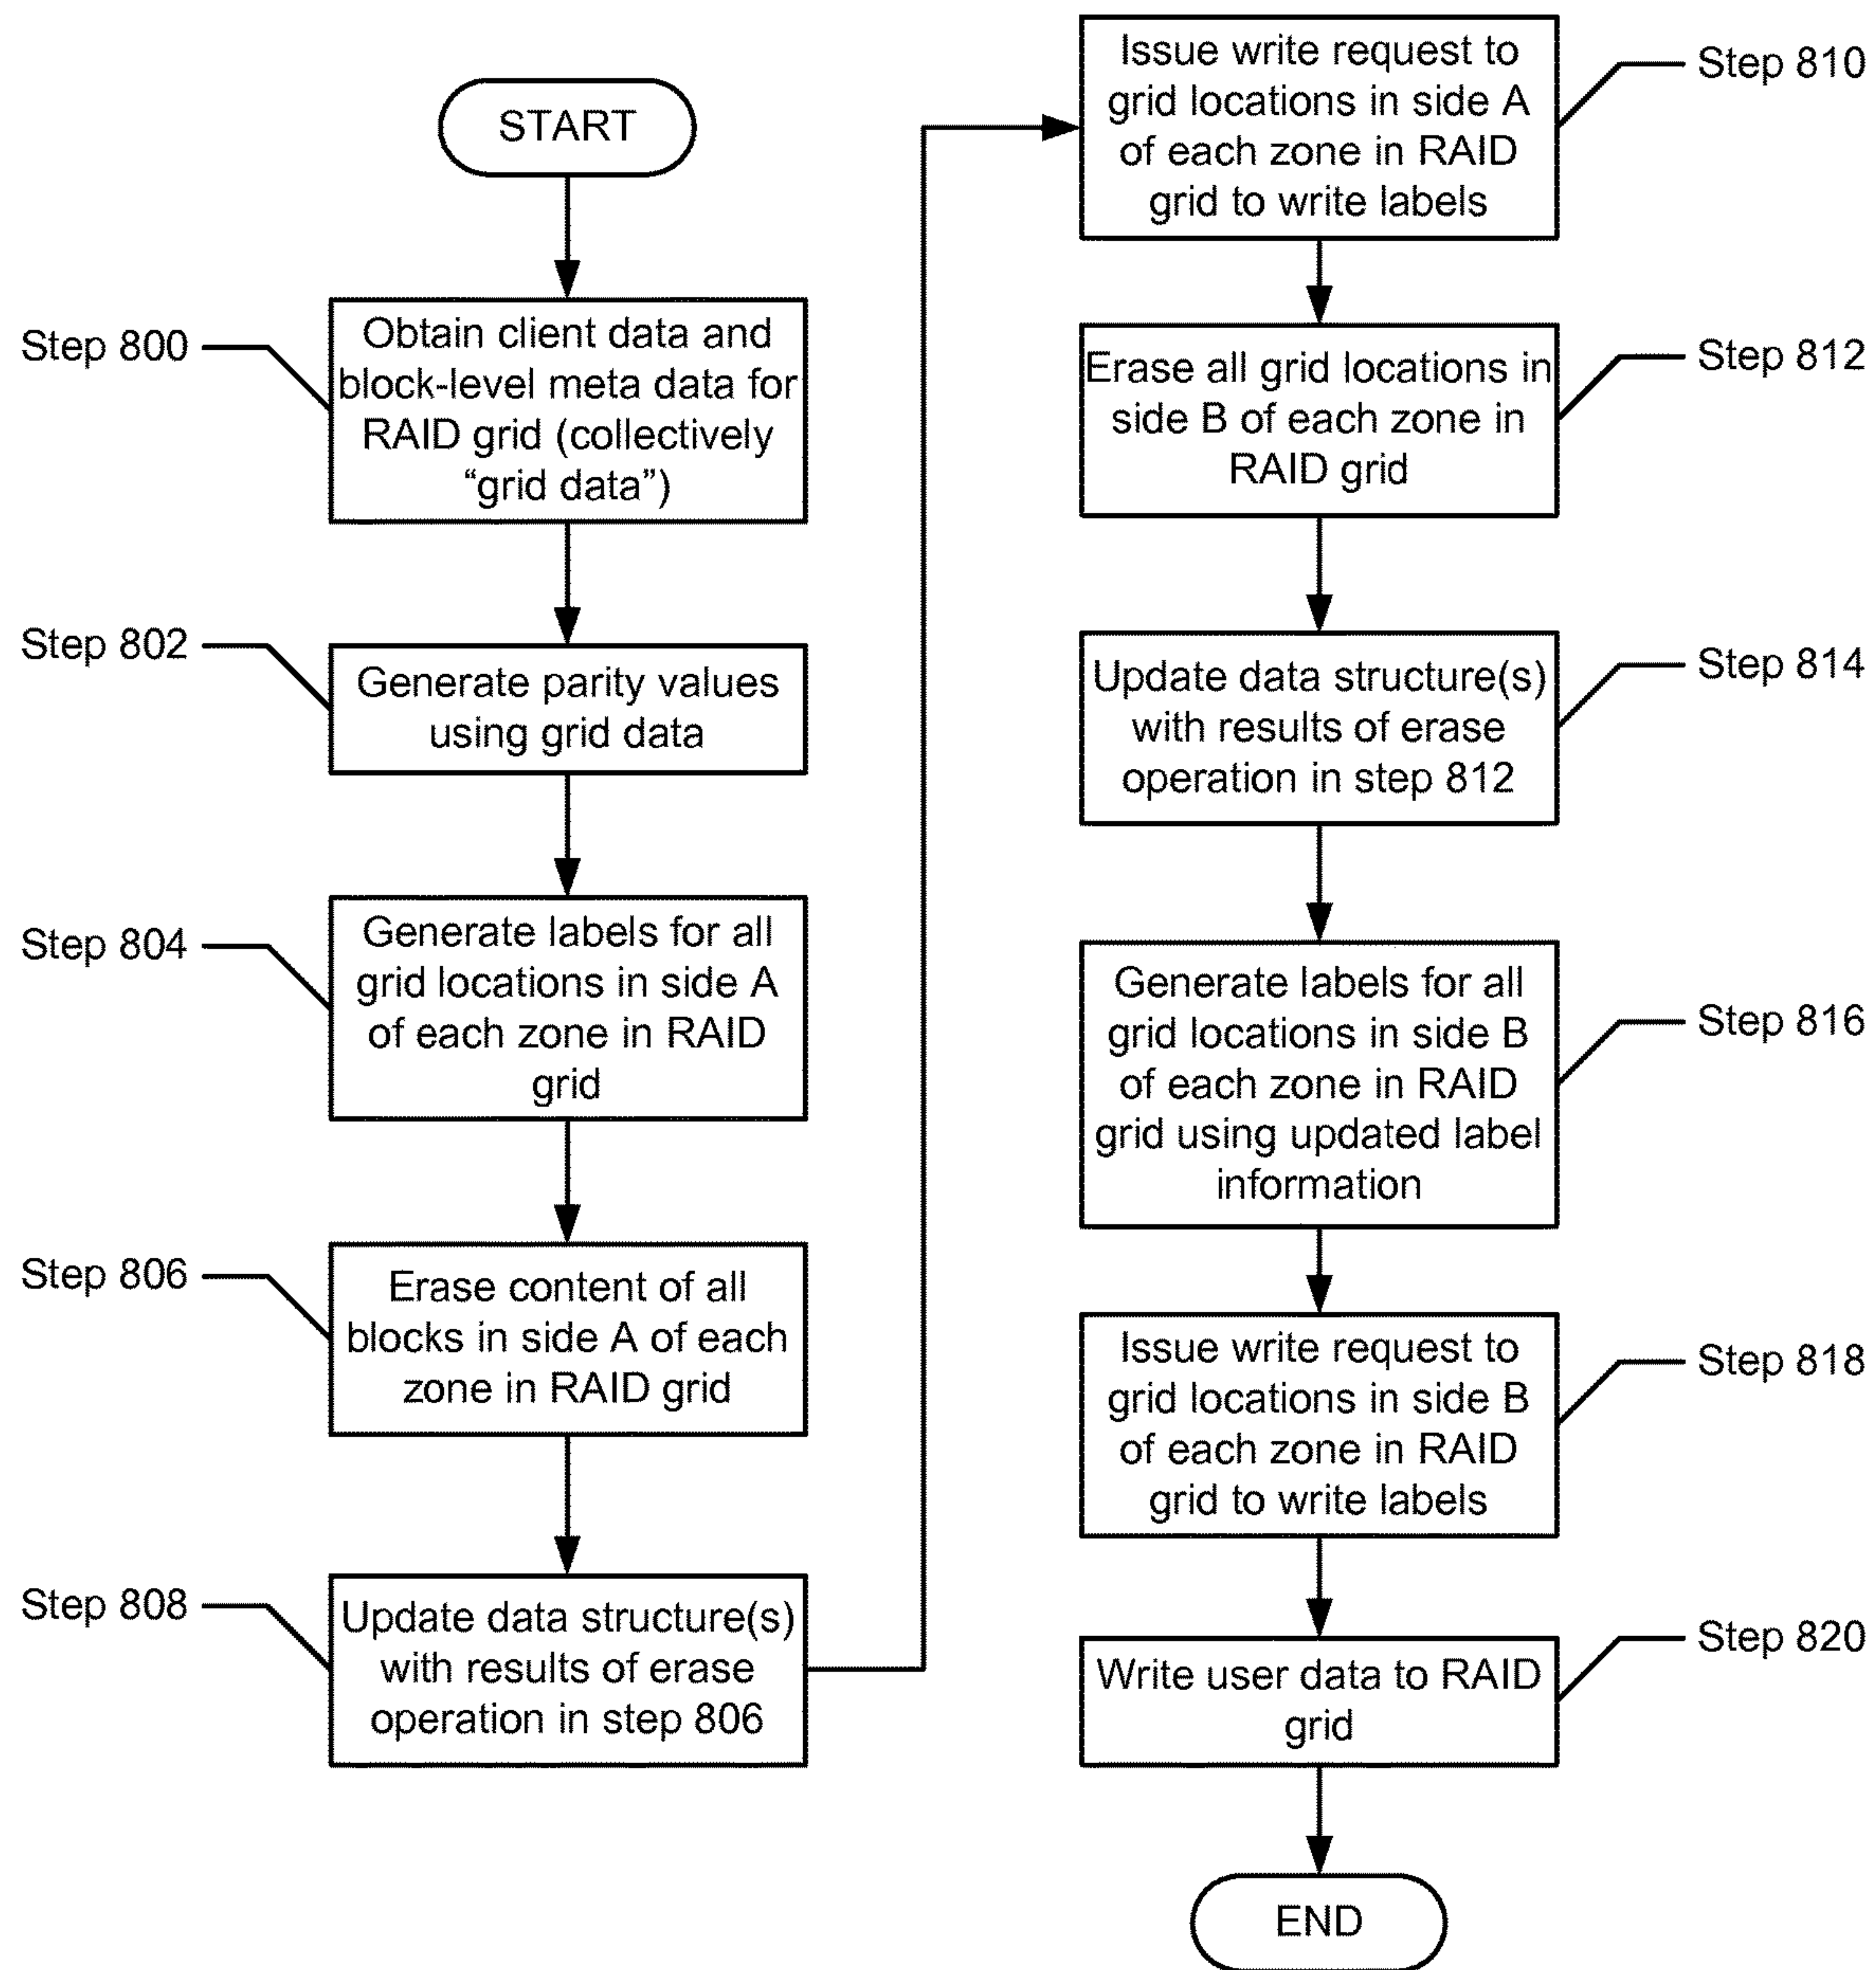 START
Step 800
Obtain client data and
block-level meta data for
RAID grid (collectively
“grid data”)
Step 802
Generate parity values
using grid data
Step 804
Generate labels for all
grid locations in side A
of each zone in RAID
grid
Step 806
Erase content of all
blocks in side A of each
zone in RAID grid
Step 808
Update data structure(s)
with results of erase
operation in step 806
Issue write request to
grid locations in side A
of each zone in RAID
grid to write labels
Step 810
Erase all grid locations in
side B of each zone in
RAID grid
Step 812
Update data structure(s)
with results of erase
operation in step 812
Step 814
Generate labels for all
grid locations in side B
of each zone in RAID
grid using updated label
information
Step 816
Issue write request to
grid locations in side B
of each zone in RAID
grid to write labels
Step 818
Write user data to RAID
grid
Step 820
END